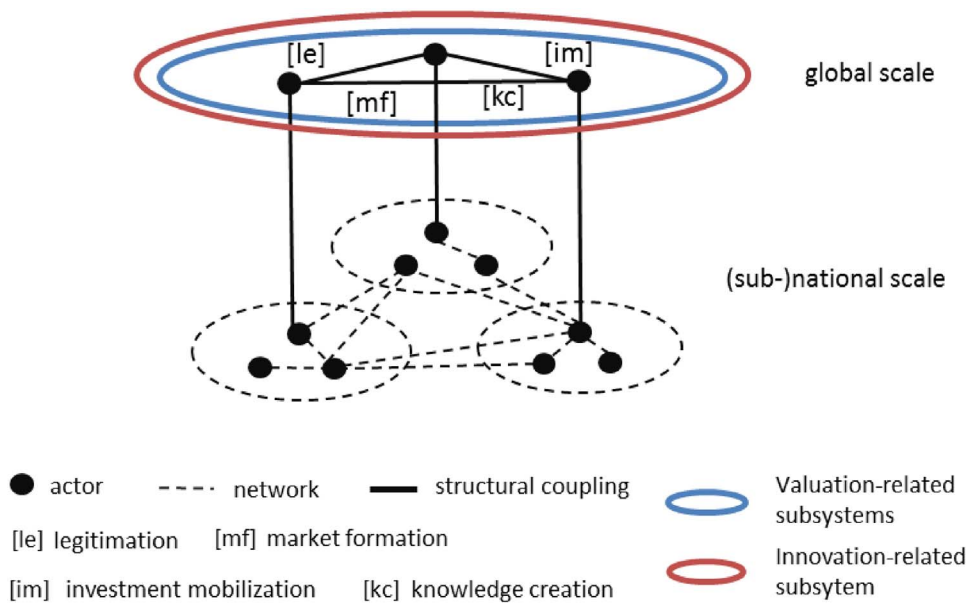 [le]
[im]
[mf]
[kc]
global scale
(sub-)national scale
actor
network
structural coupling
Valuation-related
subsystems
[le] legitimation
[mf] market formation
Innovation-related
subsytem
[im] investment mobilization
[kc] knowledge creation